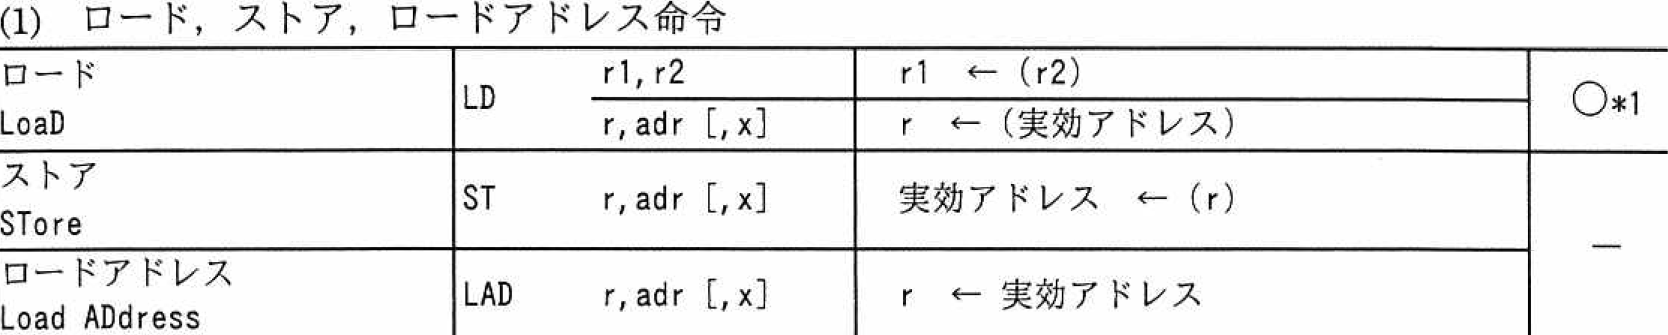 (1) ロード，ストア，ロードアドレス命令
ロード
LoaD
LD
r1,r2
r1 ← (r2)
r,adr [,x]
r ← (実効アドレス)
○*1
ストア
STore
ST
r,adr [,x]
実効アドレス ← (r)
ロードアドレス
Load ADdress
LAD
r,adr [,x]
r ← 実効アドレス
―